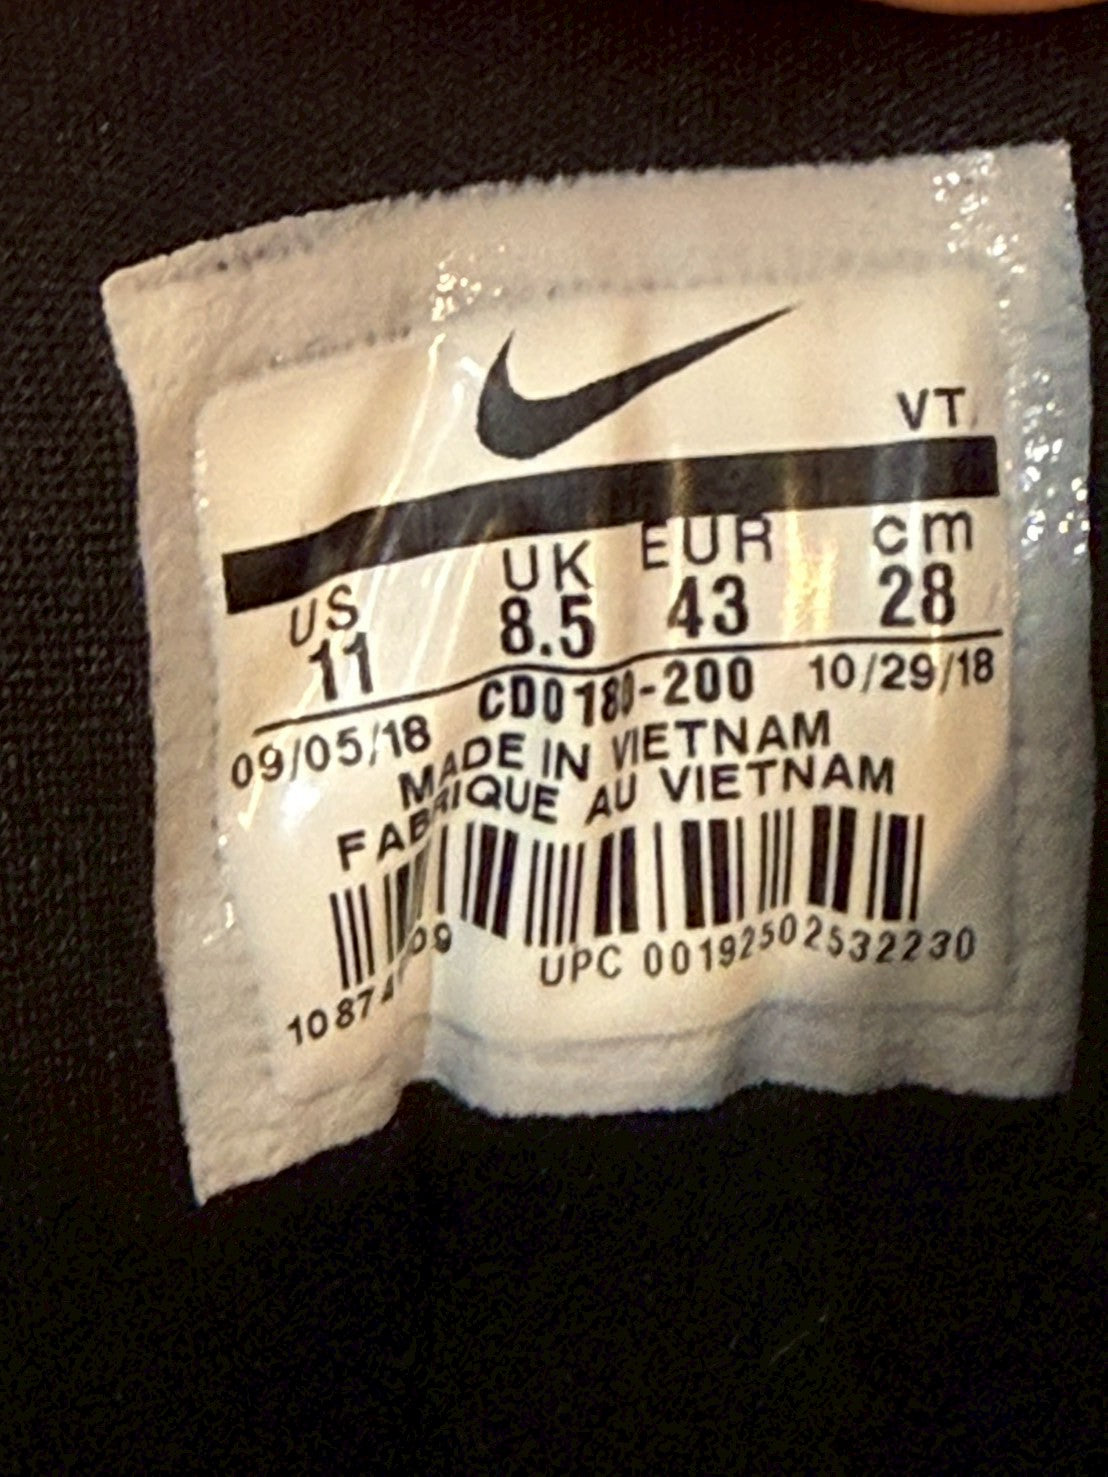 VT
US UK EUR cm
11 8.5 43 28
09/05/18 CD0180-200 10/29/18
MADE IN VIETNAM
FABRIQUE AU VIETNAM
UPC 00192502532230